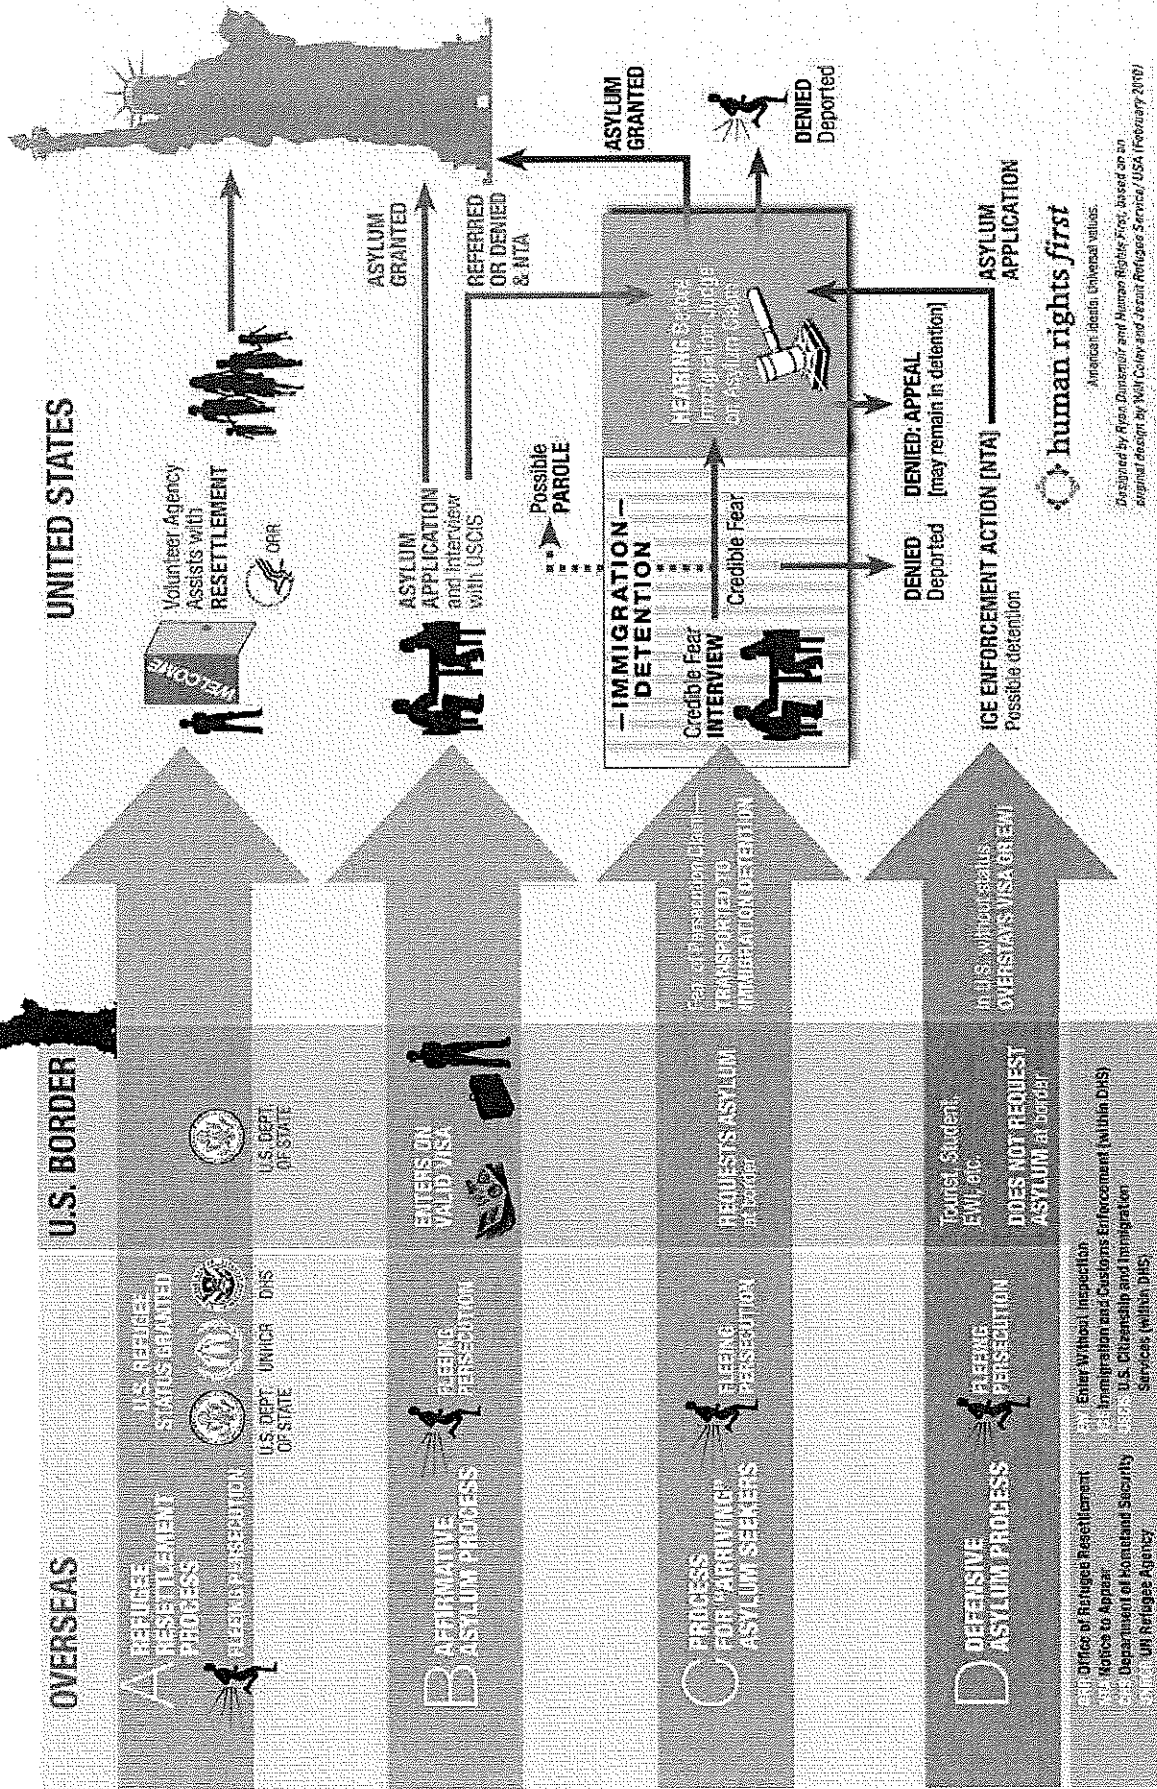 OVERSEAS
U.S. BORDER
UNITED STATES
A REFUGEE
RESETTLEMENT
PROCESS
FLEEING PERSECUTION
U.S. REFUGEE
STATUS GRANTED
U.S. DEPT.
OF STATE
UNHCR
DHS
U.S. DEPT.
OF STATE
WELCOME
Volunteer Agency
Assists with
RESETTLEMENT
ORR
B AFFIRMATIVE
ASYLUM PROCESS
FLEEING
PERSECUTION
ENTERS ON
VALID VISA
ASYLUM
APPLICATION
and Interview
with USCIS
ASYLUM
GRANTED
REFERRED
OR DENIED
& NTA
C PROCESS
FOR "ARRIVING"
ASYLUM SEEKERS
FLEEING
PERSECUTION
REQUESTS ASYLUM
at border
Fear of Persecution Claim—
TRANSPORTED TO
IMMIGRATION DETENTION
—IMMIGRATION—
DETENTION
Possible
PAROLE
Credible Fear
INTERVIEW
Credible Fear
HEARING Before
Immigration Judge
on Asylum Claim
ASYLUM
GRANTED
DENIED
Deported
DENIED
Deported
DENIED: APPEAL
[may remain in detention]
D DEFENSIVE
ASYLUM PROCESS
FLEEING
PERSECUTION
Tourist, Student,
EWI, etc.
DOES NOT REQUEST
ASYLUM at border
In U.S. without status
OVERSTAYS VISA OR EWI
ICE ENFORCEMENT ACTION [NTA]
Possible detention
ASYLUM
APPLICATION
ORR Office of Refugee Resettlement
NTA Notice to Appear
DHS Department of Homeland Security
UNHCR UN Refugee Agency
EWI Enter Without Inspection
ICE Immigration and Customs Enforcement (within DHS)
USCIS U.S. Citizenship and Immigration
Services (within DHS)
human rights first
American ideals. Universal values.
Designed by Ryan Dunsmuir and Human Rights First, based on an
original design by Will Coley and Jesuit Refugee Service/USA (February 2010)